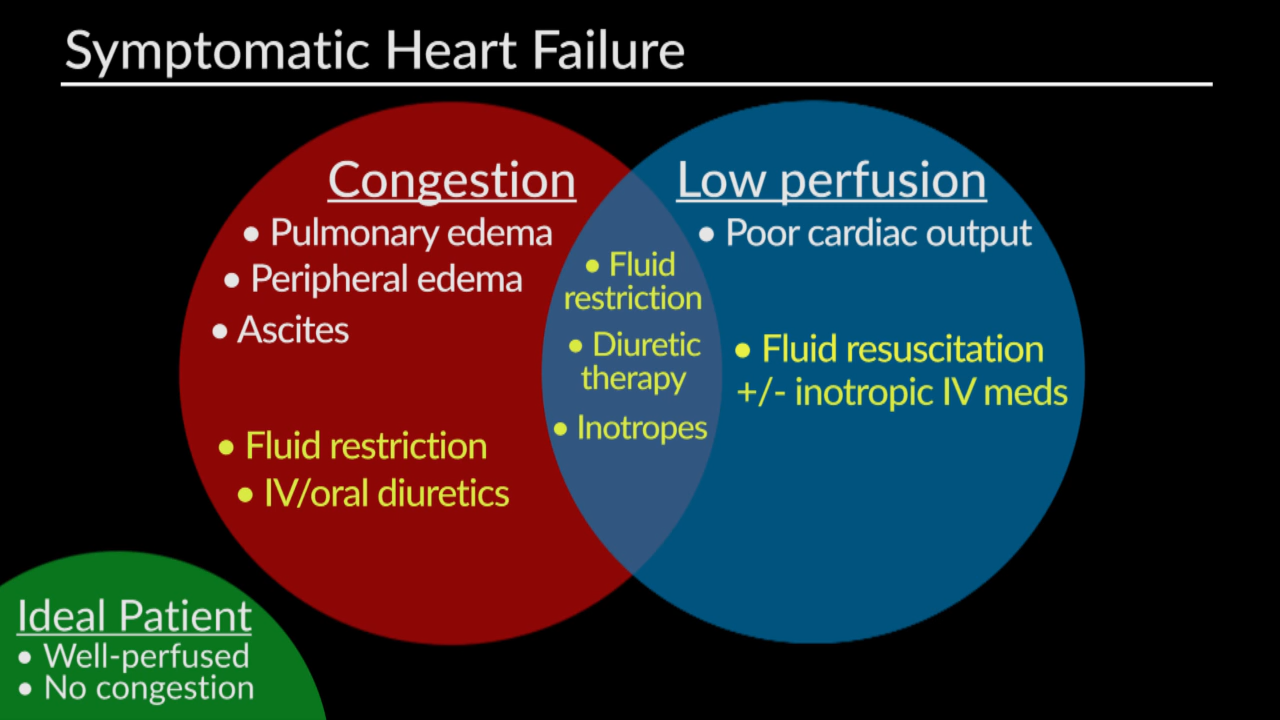 Symptomatic Heart Failure
Congestion
• Pulmonary edema
• Peripheral edema
• Ascites
• Fluid restriction
• IV/oral diuretics
• Fluid
restriction
• Diuretic
therapy
• Inotropes
Low perfusion
• Poor cardiac output
• Fluid resuscitation
+/- inotropic IV meds
Ideal Patient
• Well-perfused
• No congestion